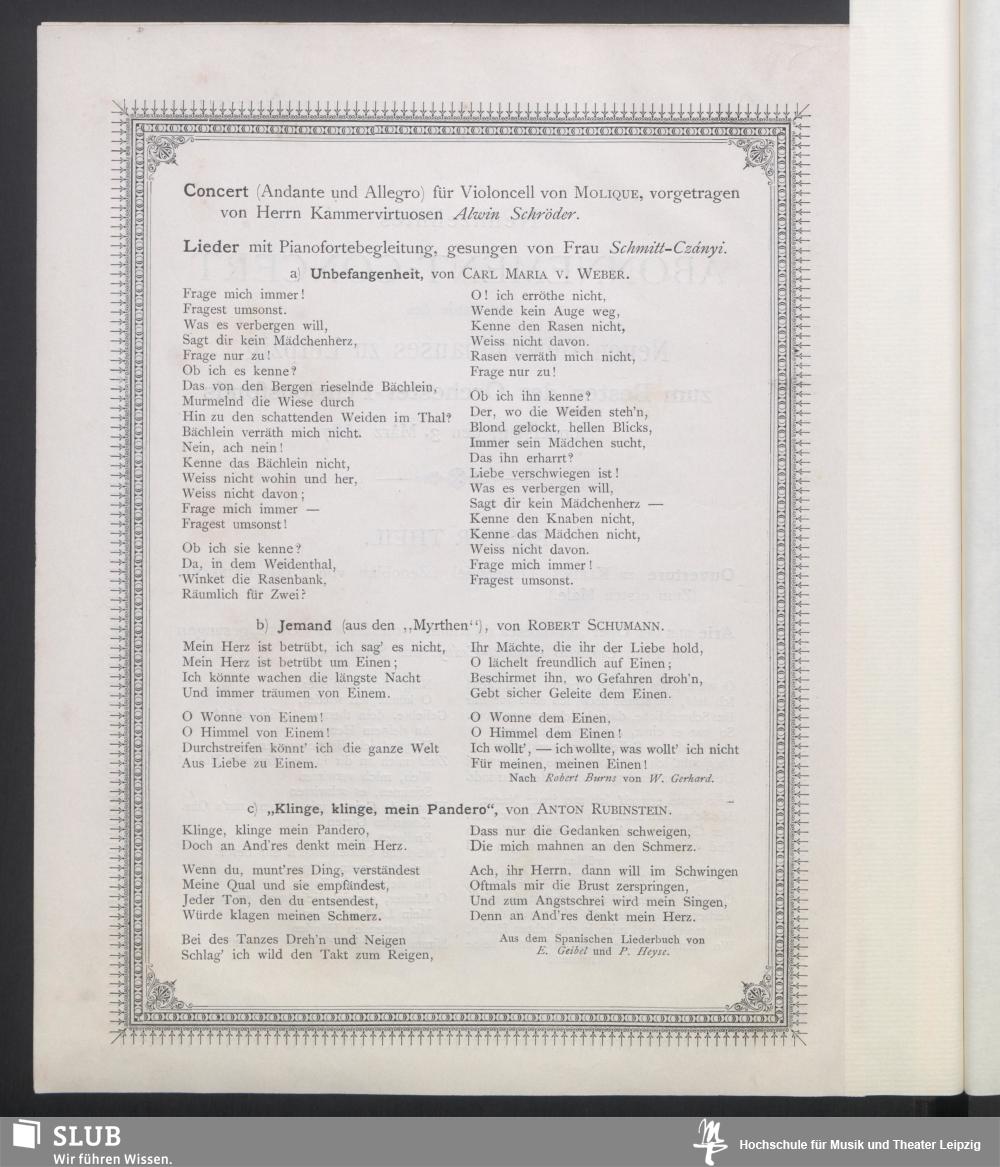 Concert (Andante und Allegro) für Violoncell von MOLIQUE, vorgetragen
von Herrn Kammervirtuosen Alwin Schröder.
Lieder mit Pianofortebegleitung, gesungen von Frau Schmitt-Czányi.
a) Unbefangenheit, von CARL MARIA V. WEBER.
Frage mich immer!
Fragest umsonst.
Was es verbergen will,
Sagt dir kein Mädchenherz,
Frage nur zu!
Ob ich es kenne?
Das von den Bergen rieselnde Bächlein,
Murmelnd die Wiese durch
Hin zu den schattenden Weiden im Thal?
Bächlein verräth mich nicht.
Nein, ach nein!
Kenne das Bächlein nicht,
Weiss nicht wohin und her,
Weiss nicht davon;
Frage mich immer —
Fragest umsonst!
Ob ich sie kenne?
Da, in dem Weidenthal,
Winket die Rasenbank,
Räumlich für Zwei?
O! ich erröthe nicht,
Wende kein Auge weg,
Kenne den Rasen nicht,
Weiss nicht davon.
Rasen verräth mich nicht,
Frage nur zu!
Ob ich ihn kenne?
Der, wo die Weiden steh'n,
Blond gelockt, hellen Blicks,
Immer sein Mädchen sucht,
Das ihn erharrt?
Liebe verschwiegen ist!
Was es verbergen will,
Sagt dir kein Mädchenherz —
Kenne den Knaben nicht,
Kenne das Mädchen nicht,
Weiss nicht davon.
Frage mich immer!
Fragest umsonst.
b) Jemand (aus den ,,Myrthen“), von ROBERT SCHUMANN.
Mein Herz ist betrübt, ich sag' es nicht,
Mein Herz ist betrübt um Einen;
Ich könnte wachen die längste Nacht
Und immer träumen von Einem.
O Wonne von Einem!
O Himmel von Einem!
Durchstreifen könnt' ich die ganze Welt
Aus Liebe zu Einem.
Ihr Mächte, die ihr der Liebe hold,
O lächelt freundlich auf Einen;
Beschirmet ihn, wo Gefahren droh'n,
Gebt sicher Geleite dem Einen.
O Wonne dem Einen,
O Himmel dem Einen!
Ich wollt', — ich wollte, was wollt' ich nicht
Für meinen, meinen Einen!
Nach Robert Burns von W. Gerhard.
c) „Klinge, klinge, mein Pandero“, von ANTON RUBINSTEIN.
Klinge, klinge mein Pandero,
Doch an And'res denkt mein Herz.
Wenn du, munt'res Ding, verständest
Meine Qual und sie empfändest,
Jeder Ton, den du entsendest,
Würde klagen meinen Schmerz.
Bei des Tanzes Dreh'n und Neigen
Schlag' ich wild den Takt zum Reigen,
Dass nur die Gedanken schweigen,
Die mich mahnen an den Schmerz.
Ach, ihr Herrn, dann will im Schwingen
Oftmals mir die Brust zerspringen,
Und zum Angstschrei wird mein Singen,
Denn an And'res denkt mein Herz.
Aus dem Spanischen Liederbuch von
E. Geibel und P. Heyse.
SLUB
Wir führen Wissen.
Hochschule für Musik und Theater Leipzig